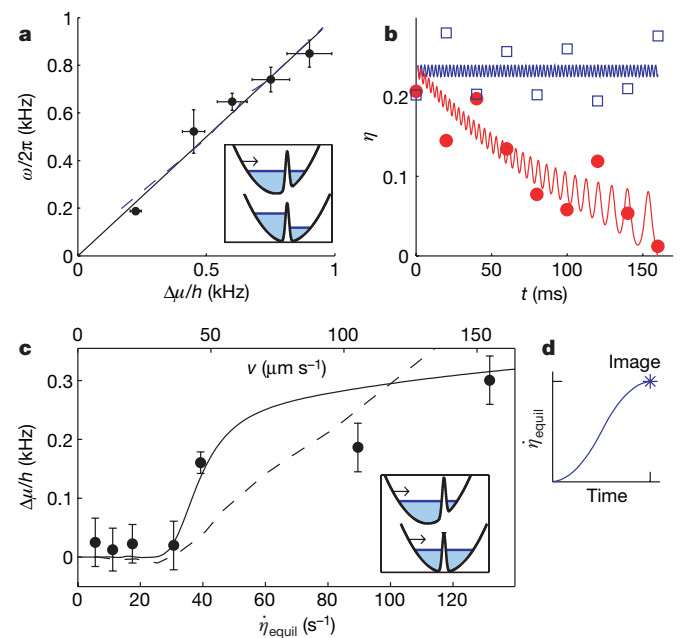 a
ω/2π (kHz)
1
0.8
0.6
0.4
0.2
0
0
0.5
1
Δμ/h (kHz)
b
η
0.2
0.1
0
0
50
100
150
t (ms)
c
0
50
100
150
v (μm s⁻¹)
Δμ/h (kHz)
0.3
0.2
0.1
0
0
20
40
60
80
100
120
η̇equil (s⁻¹)
d
Image
η̇equil
Time